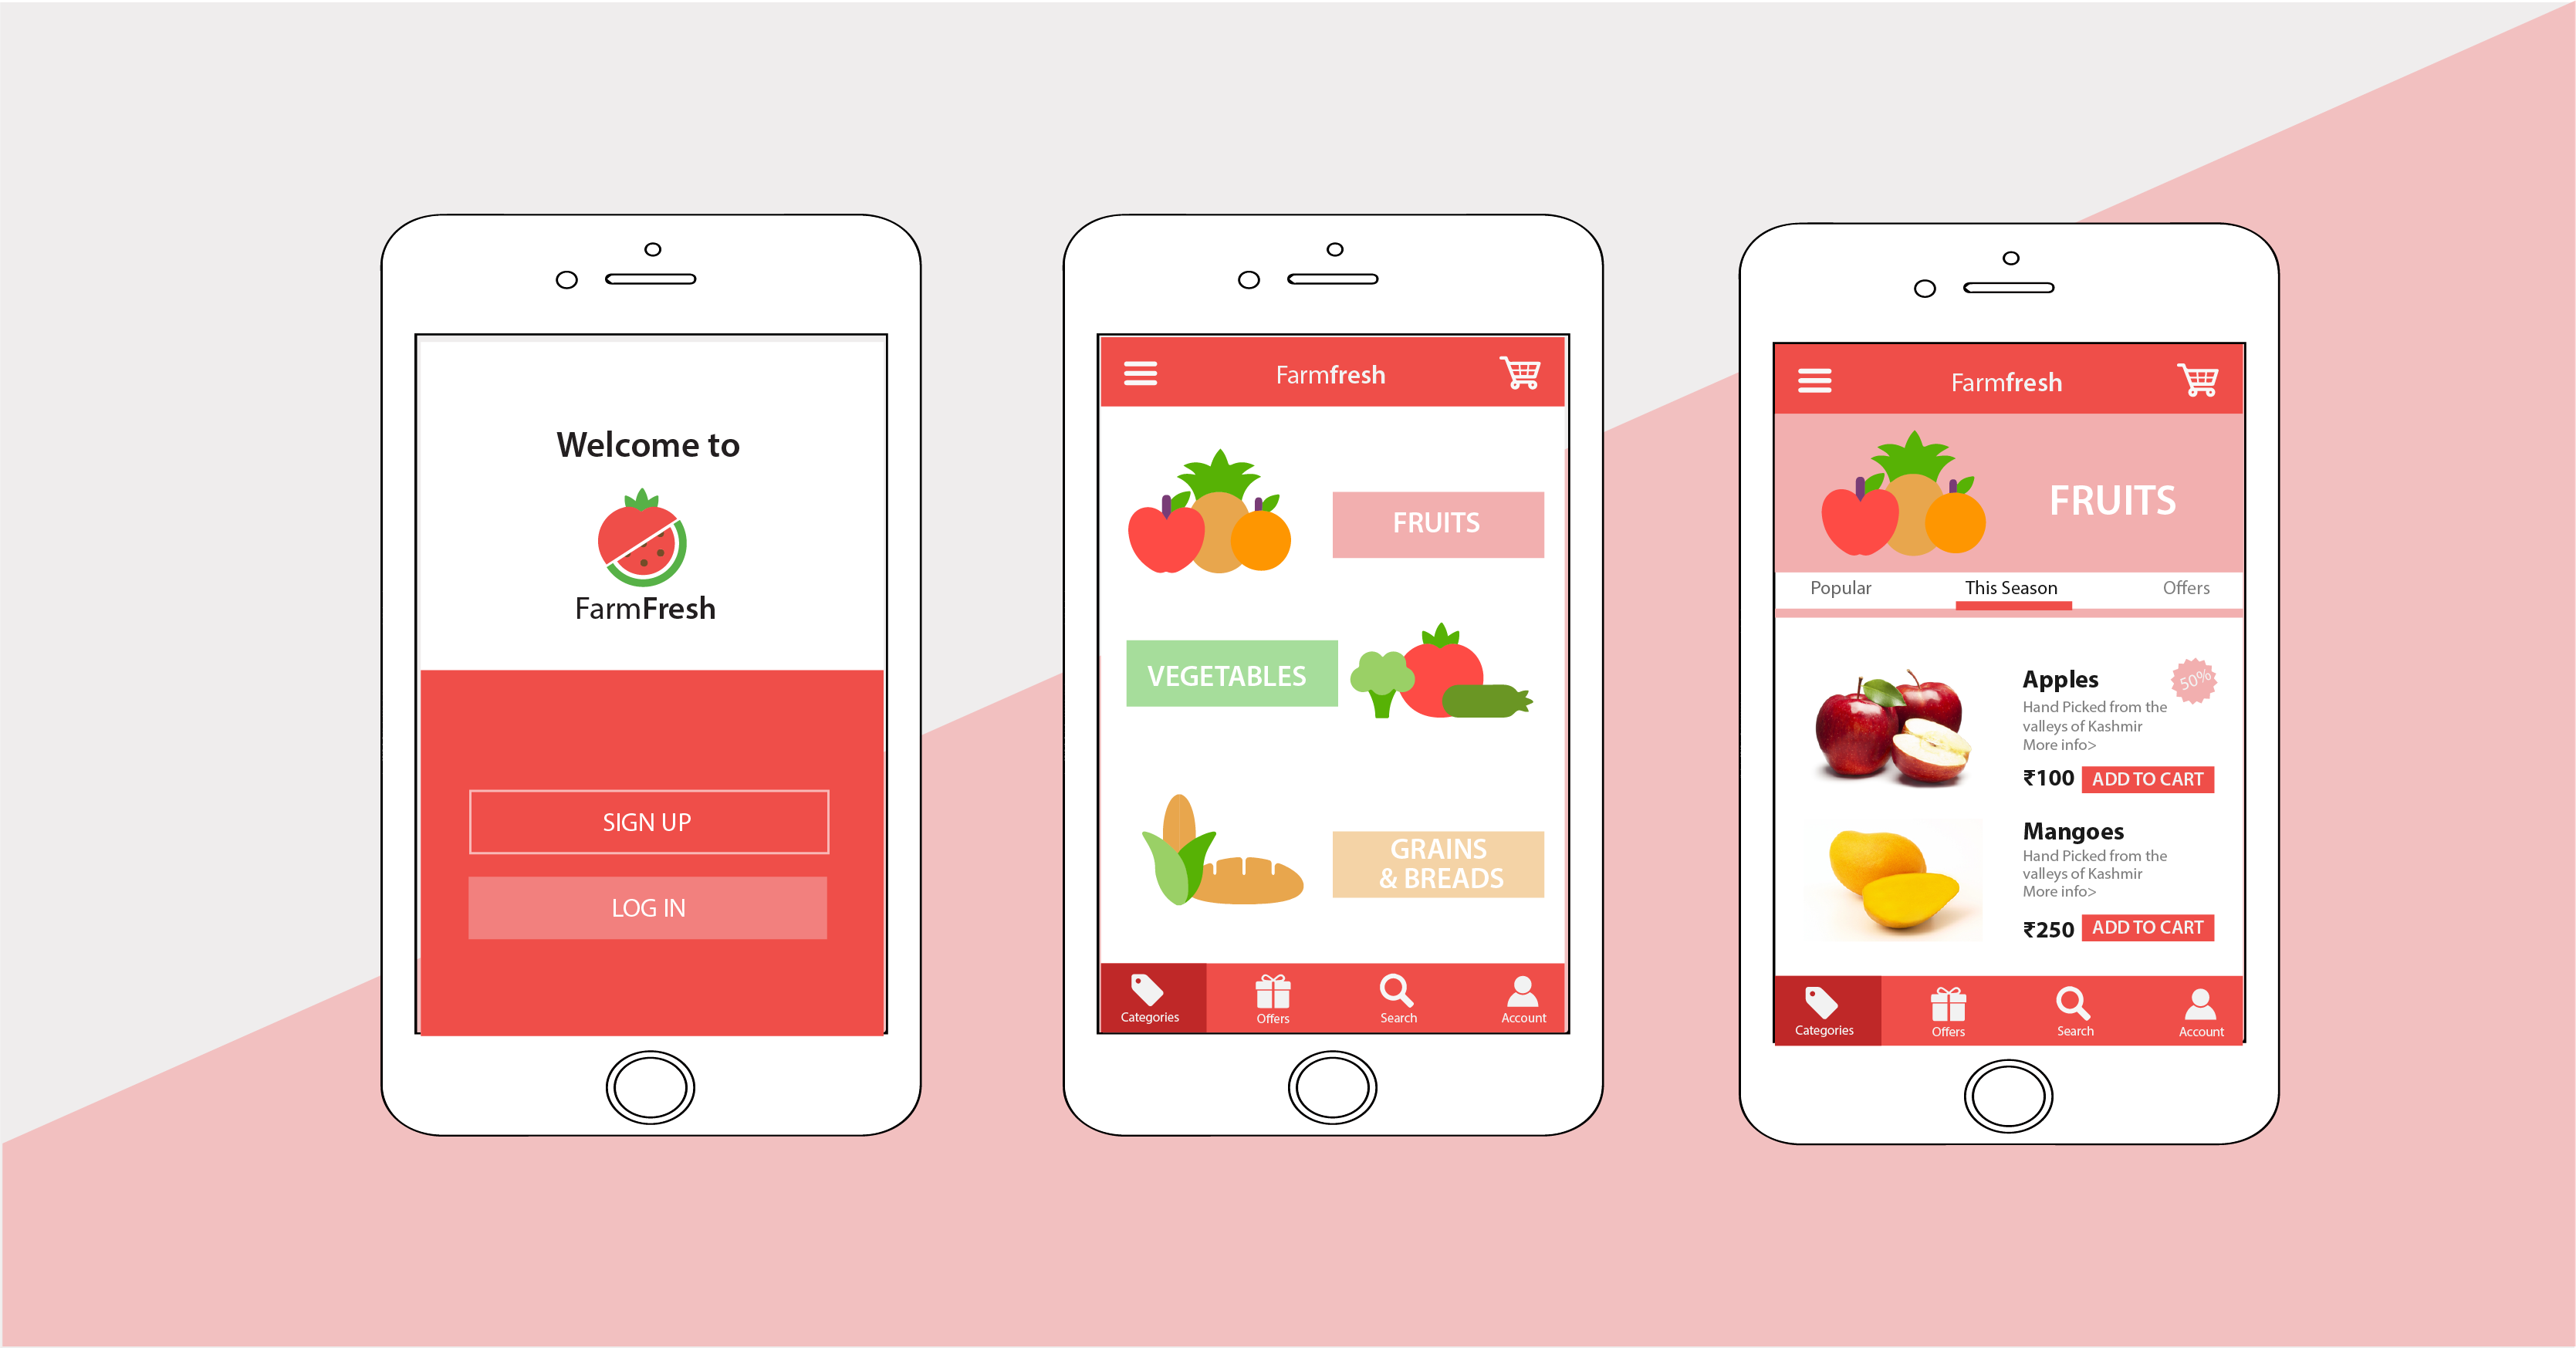 Welcome to
FarmFresh
SIGN UP
LOG IN
Farmfresh
FRUITS
VEGETABLES
GRAINS
& BREADS
Categories
Offers
Search
Account
Farmfresh
FRUITS
Popular
This Season
Offers
Apples
50%
Hand Picked from the
valleys of Kashmir
More info>
₹100
ADD TO CART
Mangoes
Hand Picked from the
valleys of Kashmir
More info>
₹250
ADD TO CART
Categories
Offers
Search
Account